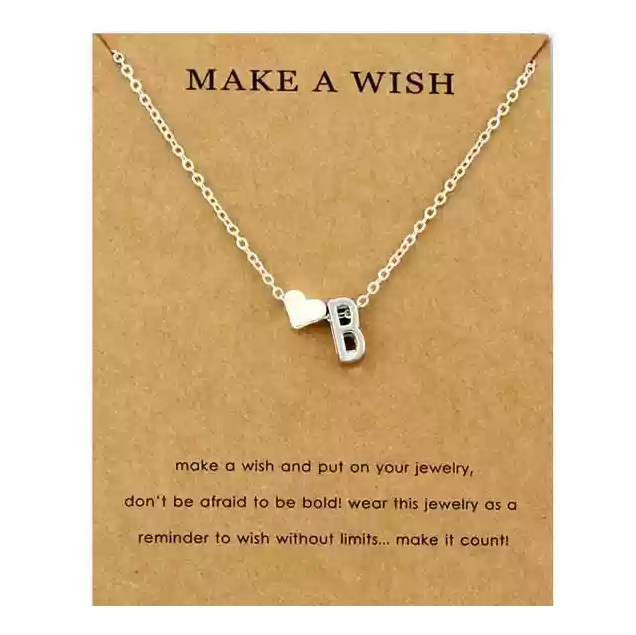 MAKE A WISH
B
make a wish and put on your jewelry,
don't be afraid to be bold! wear this jewelry as a
reminder to wish without limits... make it count!